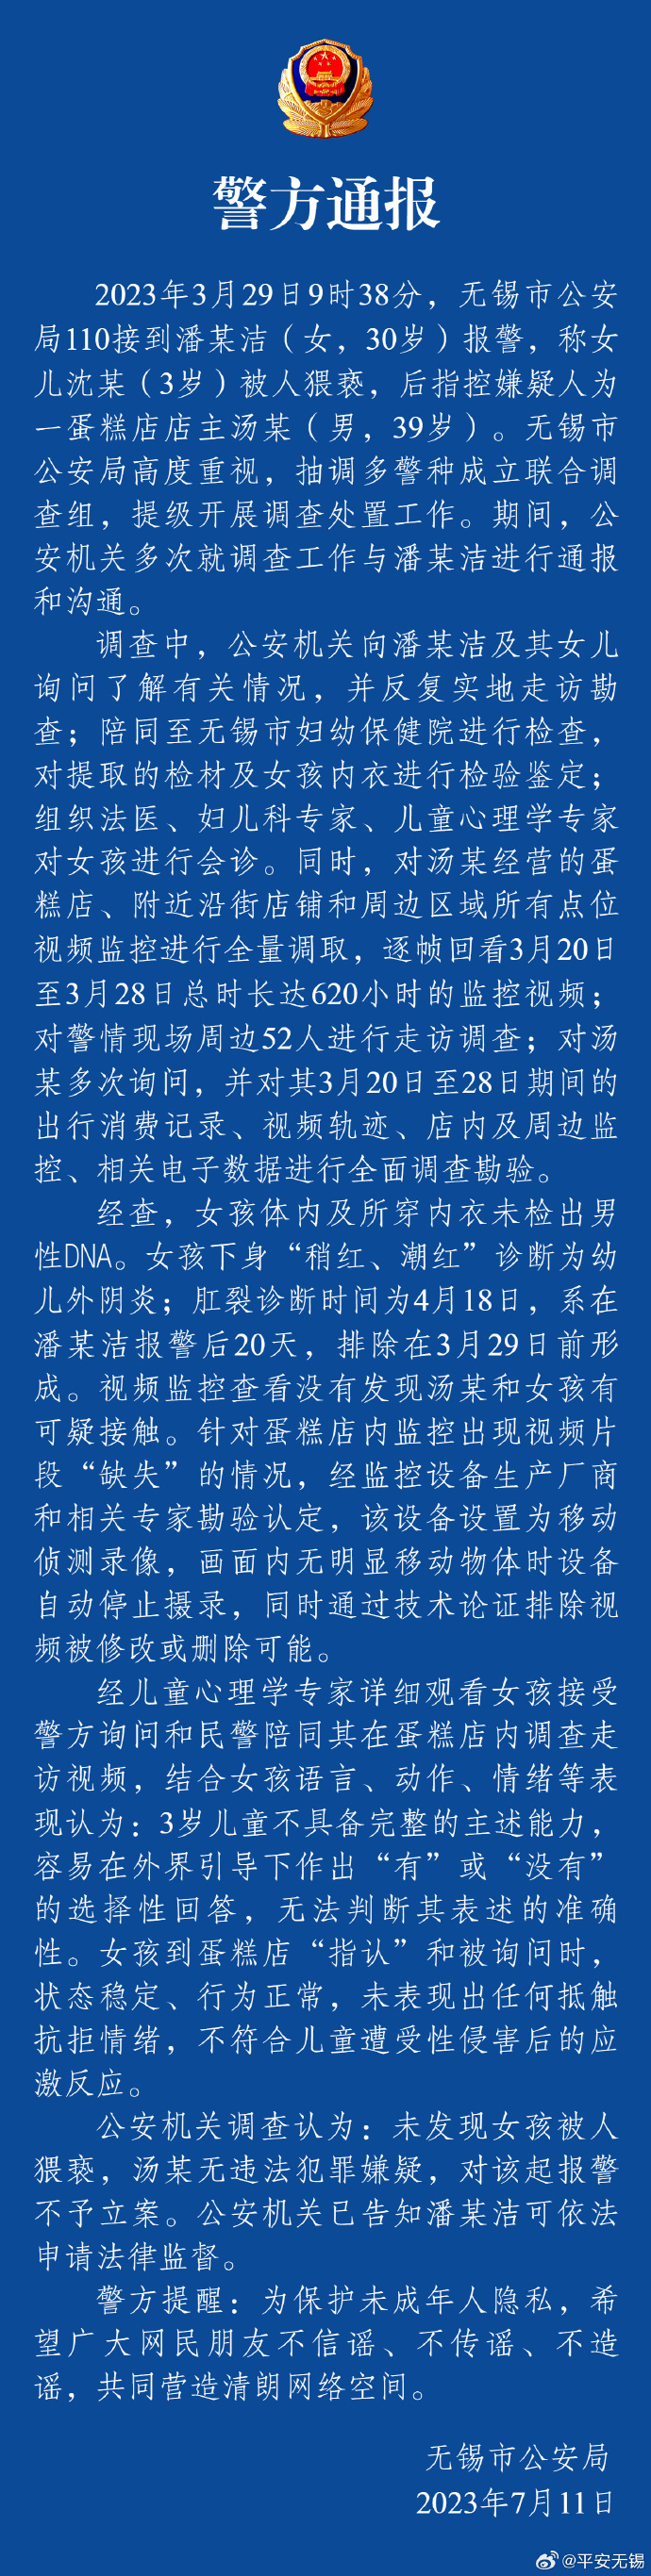 警方通报
2023年3月29日9时38分，无锡市公安
局110接到潘某洁（女，30岁）报警，称女
儿沈某（3岁）被人猥亵，后指控嫌疑人为
一蛋糕店店主汤某（男，39岁）。无锡市
公安局高度重视，抽调多警种成立联合调
查组，提级开展调查处置工作。期间，公
安机关多次就调查工作与潘某洁进行通报
和沟通。
调查中，公安机关向潘某洁及其女儿
询问了解有关情况，并反复实地走访勘
查；陪同至无锡市妇幼保健院进行检查，
对提取的检材及女孩内衣进行检验鉴定；
组织法医、妇儿科专家、儿童心理学专家
对女孩进行会诊。同时，对汤某经营的蛋
糕店、附近沿街店铺和周边区域所有点位
视频监控进行全量调取，逐帧回看3月20日
至3月28日总时长达620小时的监控视频；
对警情现场周边52人进行走访调查；对汤
某多次询问，并对其3月20日至28日期间的
出行消费记录、视频轨迹、店内及周边监
控、相关电子数据进行全面调查勘验。
经查，女孩体内及所穿内衣未检出男
性DNA。女孩下身“稍红、潮红”诊断为幼
儿外阴炎；肛裂诊断时间为4月18日，系在
潘某洁报警后20天，排除在3月29日前形
成。视频监控查看没有发现汤某和女孩有
可疑接触。针对蛋糕店内监控出现视频片
段“缺失”的情况，经监控设备生产厂商
和相关专家勘验认定，该设备设置为移动
侦测录像，画面内无明显移动物体时设备
自动停止摄录，同时通过技术论证排除视
频被修改或删除可能。
经儿童心理学专家详细观看女孩接受
警方询问和民警陪同其在蛋糕店内调查走
访视频，结合女孩语言、动作、情绪等表
现认为：3岁儿童不具备完整的主述能力，
容易在外界引导下作出“有”或“没有”
的选择性回答，无法判断其表述的准确
性。女孩到蛋糕店“指认”和被询问时，
状态稳定、行为正常，未表现出任何抵触
抗拒情绪，不符合儿童遭受性侵害后的应
激反应。
公安机关调查认为：未发现女孩被人
猥亵，汤某无违法犯罪嫌疑，对该起报警
不予立案。公安机关已告知潘某洁可依法
申请法律监督。
警方提醒：为保护未成年人隐私，希
望广大网民朋友不信谣、不传谣、不造
谣，共同营造清朗网络空间。
无锡市公安局
2023年7月11日
@平安无锡